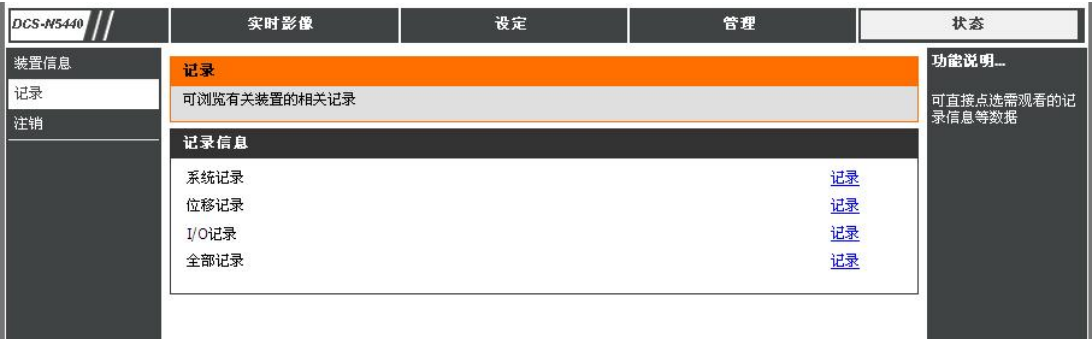 DCS-N5440
实时影像
设定
管理
状态
装置信息
记录
注销
记录
可浏览有关装置的相关记录
记录信息
系统记录 记录
位移记录 记录
I/O记录 记录
全部记录 记录
功能说明...
可直接点选需观看的记
录信息等数据